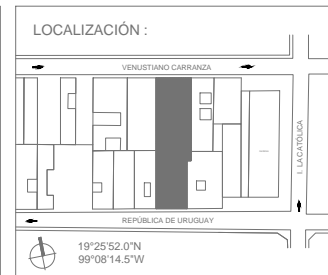 LOCALIZACIÓN :
VENUSTIANO CARRANZA
I. LA CATÓLICA
REPÚBLICA DE URUGUAY
19°25'52.0"N
99°08'14.5"W